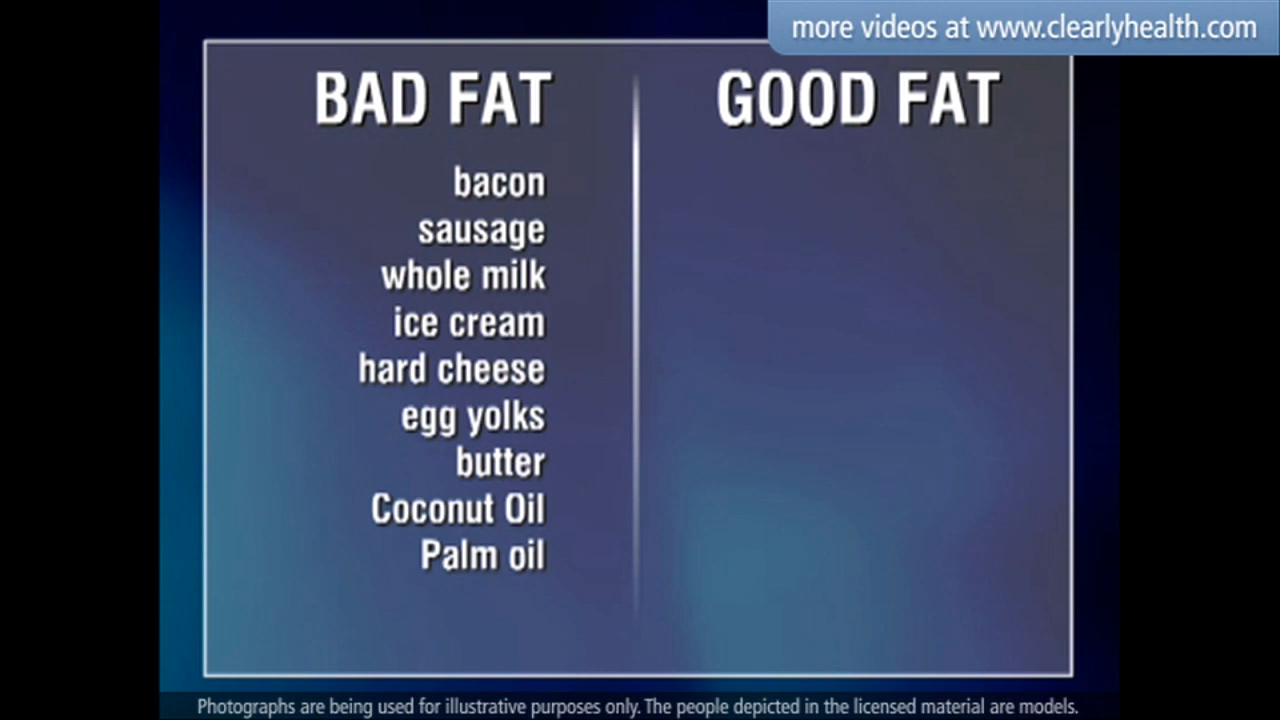 more videos at www.clearlyhealth.com
BAD FAT
bacon
sausage
whole milk
ice cream
hard cheese
egg yolks
butter
Coconut Oil
Palm oil
GOOD FAT
Photographs are being used for illustrative purposes only. The people depicted in the licensed material are models.